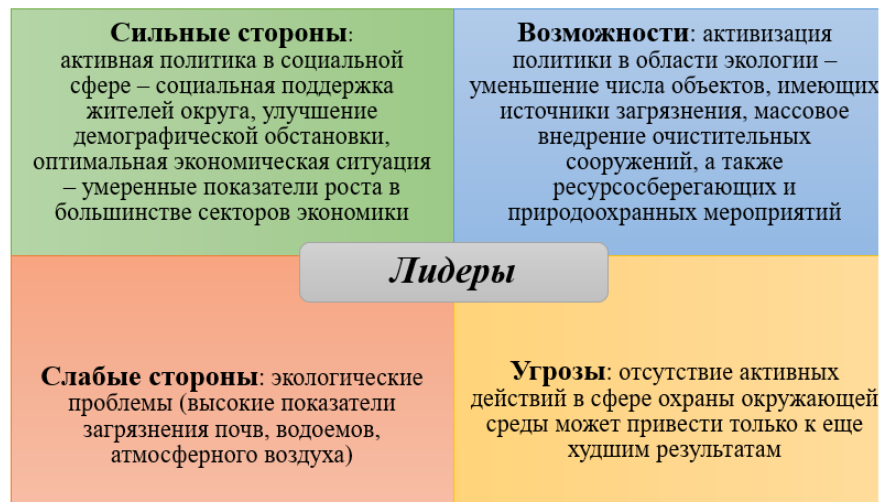 Сильные стороны:
активная политика в социальной
сфере – социальная поддержка
жителей округа, улучшение
демографической обстановки,
оптимальная экономическая ситуация
– умеренные показатели роста в
большинстве секторов экономики
Возможности: активизация
политики в области экологии –
уменьшение числа объектов, имеющих
источники загрязнения, массовое
внедрение очистительных
сооружений, а также
ресурсосберегающих и
природоохранных мероприятий
Лидеры
Слабые стороны: экологические
проблемы (высокие показатели
загрязнения почв, водоемов,
атмосферного воздуха)
Угрозы: отсутствие активных
действий в сфере охраны окружающей
среды может привести только к еще
худшим результатам